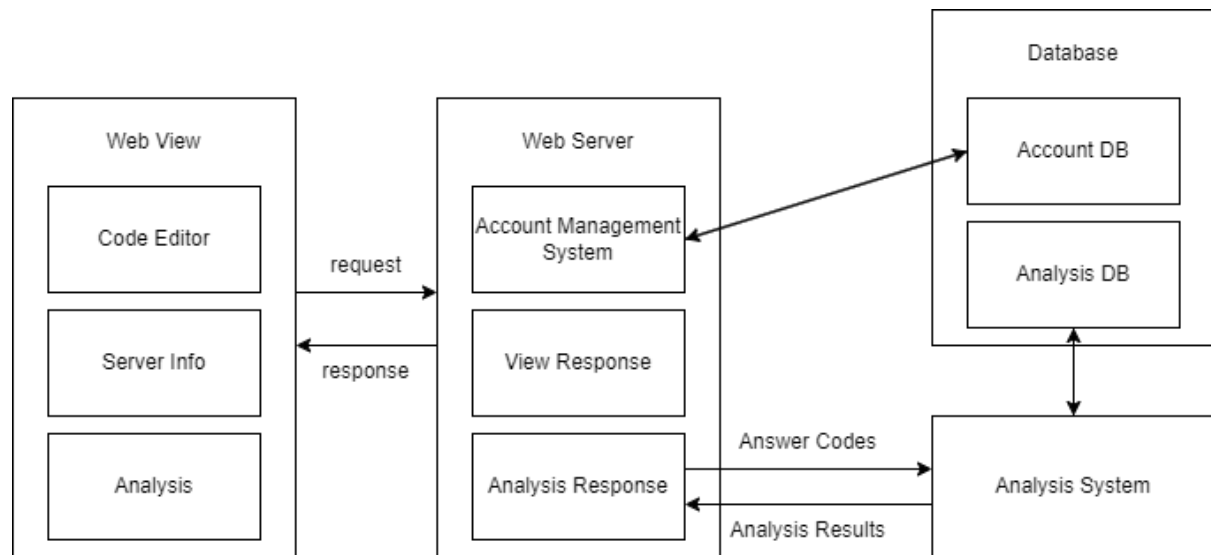 Database
Web View
Web Server
Account DB
Code Editor
Account Management
System
Analysis DB
request
Server Info
View Response
response
Answer Codes
Analysis
Analysis Response
Analysis System
Analysis Results